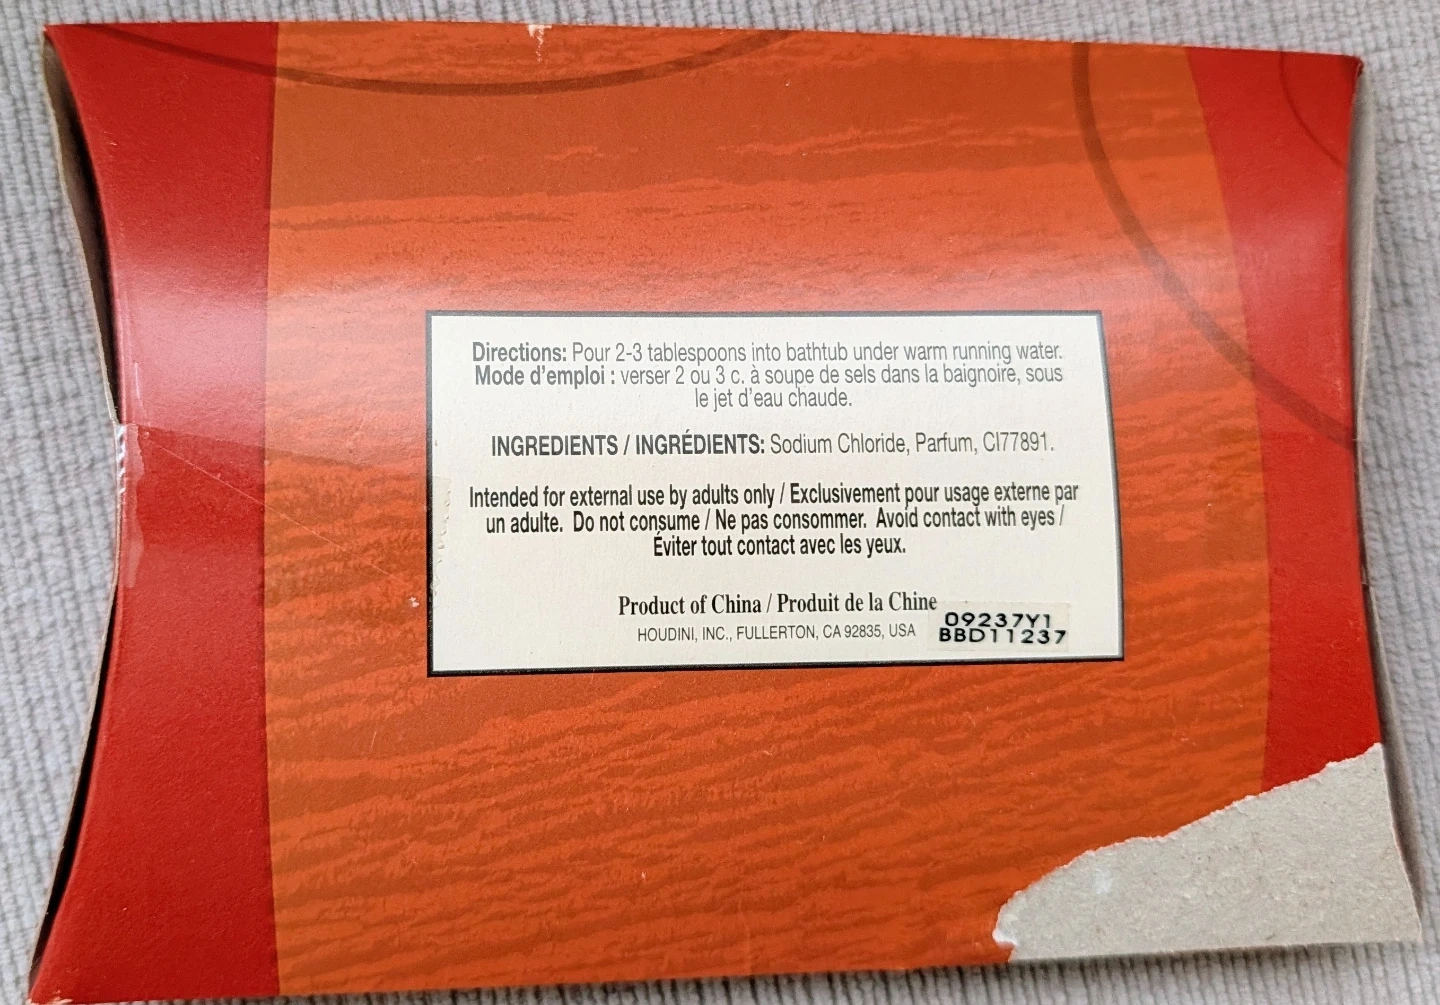 Directions: Pour 2-3 tablespoons into bathtub under warm running water.
Mode d'emploi : verser 2 ou 3 c. à soupe de sels dans la baignoire, sous
le jet d'eau chaude.
INGREDIENTS / INGRÉDIENTS: Sodium Chloride, Parfum, CI77891.
Intended for external use by adults only / Exclusivement pour usage externe par
un adulte. Do not consume / Ne pas consommer. Avoid contact with eyes /
Éviter tout contact avec les yeux.
Product of China / Produit de la Chine
HOUDINI, INC., FULLERTON, CA 92835, USA
09237Y1
BBD11237